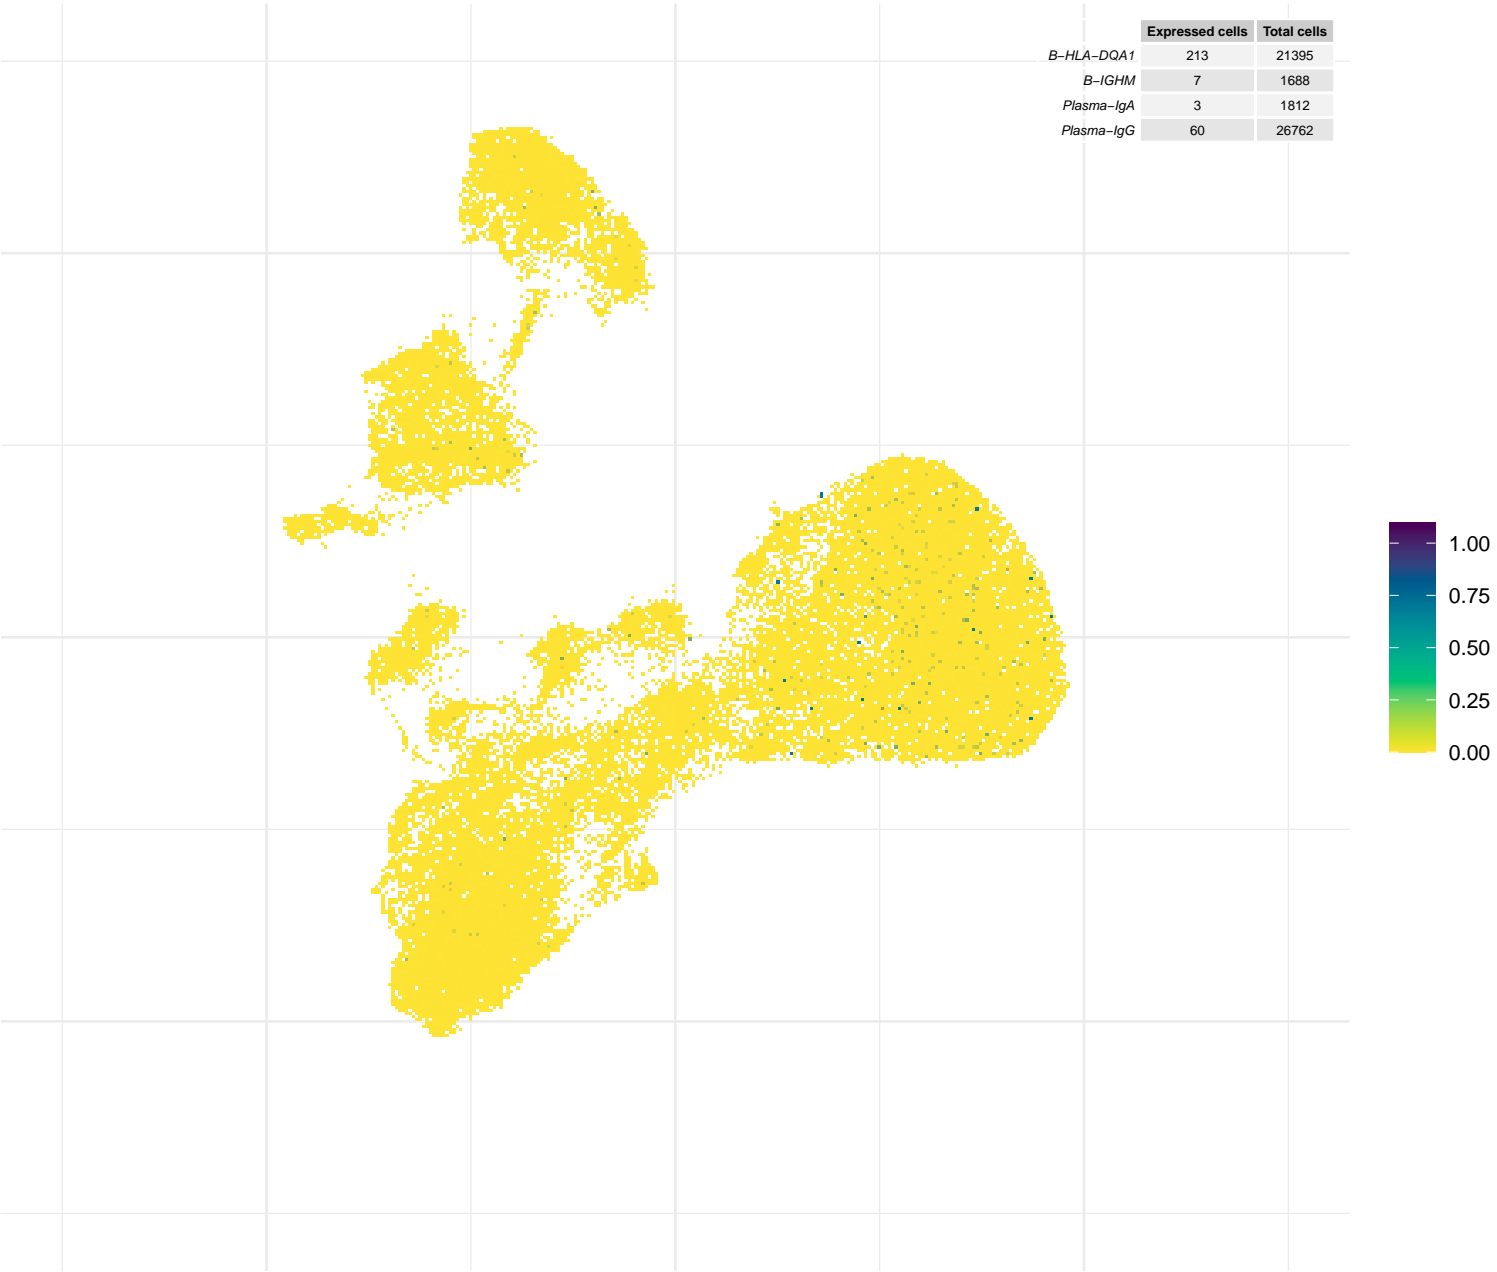 Expressed cells Total cells
B−HLA−DQA1 213 21395
B−IGHM 7 1688
Plasma−IgA 3 1812
Plasma−IgG 60 26762
1.00
0.75
0.50
0.25
0.00